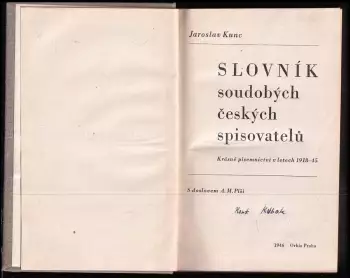 Jaroslav Kunc
SLOVNÍK
soudobých
českých
spisovatelů
Krásné písemnictví v letech 1918–45
S doslovem A. M. Píši
1946 Orbis Praha